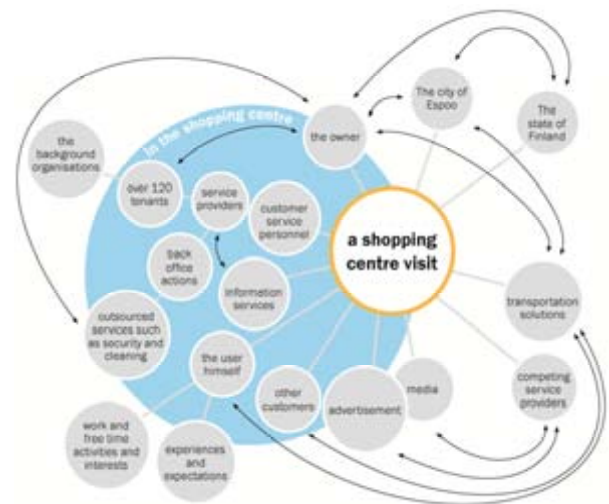 The city of
Espoo
The
state of
Finland
in the shopping centre
the owner
the
background
organisations
over 120
tenants
service
providers
customer
service
personnel
a shopping
centre visit
back
office
actions
information
services
transportation
solutions
outsourced
services such
as security and
cleaning
the user
himself
other
customers
advertisement
media
competing
service
providers
work and
free time
activities and
interests
experiences
and
expectations